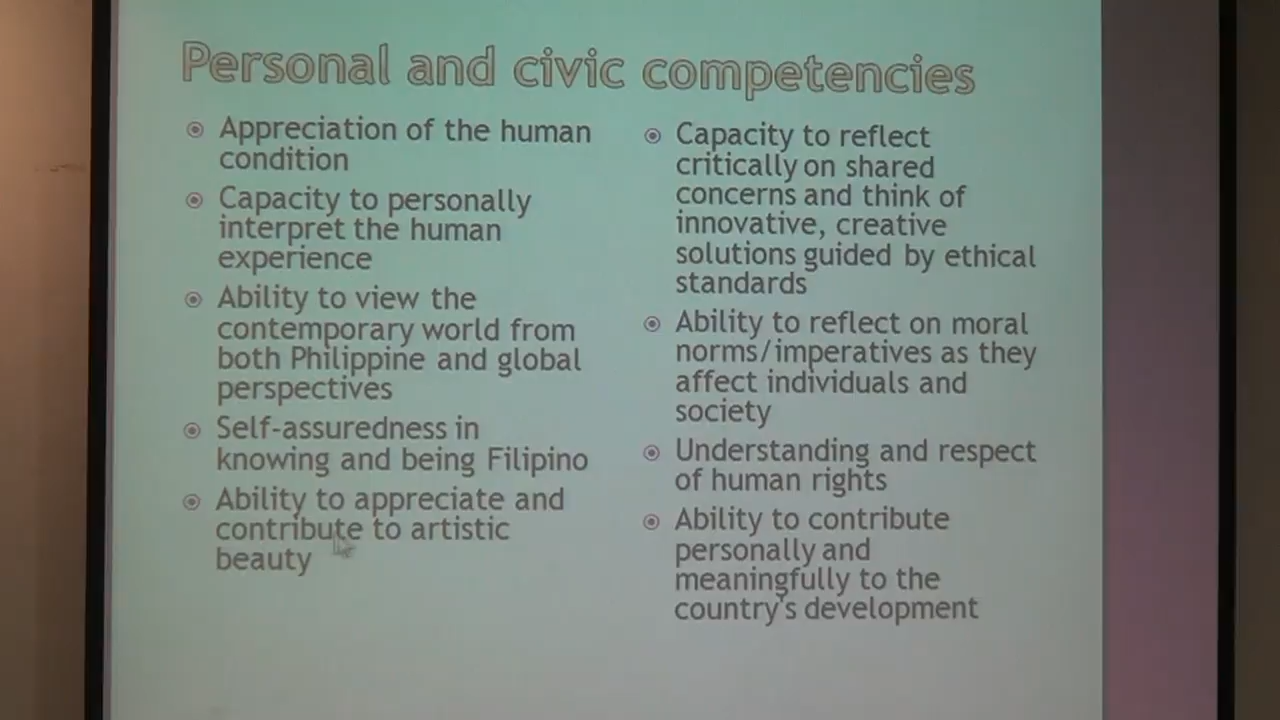 Personal and civic competencies
Appreciation of the human
condition
Capacity to personally
interpret the human
experience
Ability to view the
contemporary world from
both Philippine and global
perspectives
Self-assuredness in
knowing and being Filipino
Ability to appreciate and
contribute to artistic
beauty
Capacity to reflect
critically on shared
concerns and think of
innovative, creative
solutions guided by ethical
standards
Ability to reflect on moral
norms/imperatives as they
affect individuals and
society
Understanding and respect
of human rights
Ability to contribute
personally and
meaningfully to the
country's development